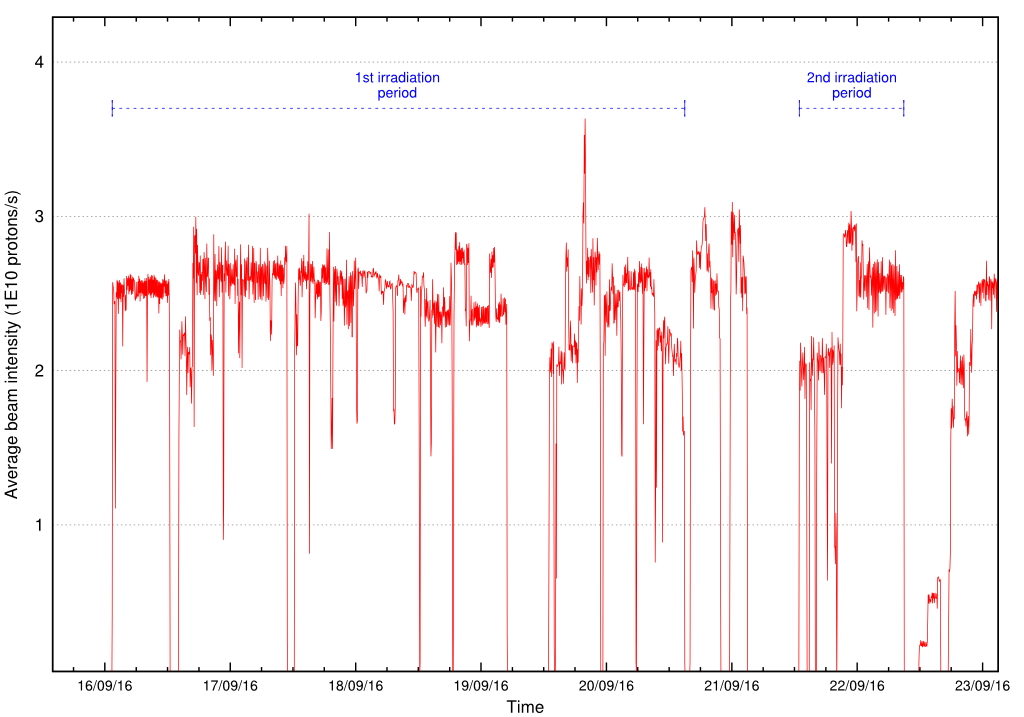 4
3
2
1
Average beam intensity (1E10 protons/s)
1st irradiation
period
2nd irradiation
period
16/09/16 17/09/16 18/09/16 19/09/16 20/09/16 21/09/16 22/09/16 23/09/16
Time